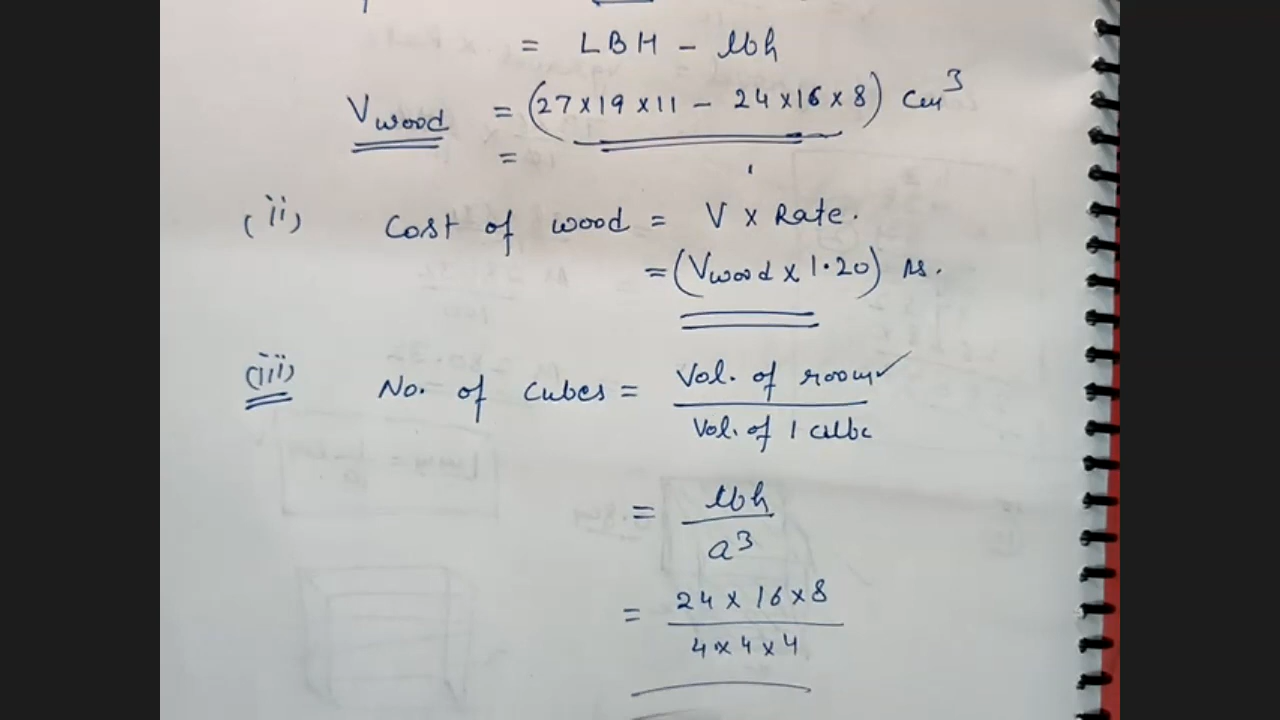 = LBH - lbh
Vwood = (27×19×11 - 24×16×8) cm³
=
(ii) Cost of wood = V × Rate.
= (Vwood × 1.20) Rs.
(iii) No. of cubes = Vol. of room ✓
Vol. of 1 cube
= lbh
a³
= 24 × 16 × 8
4 × 4 × 4